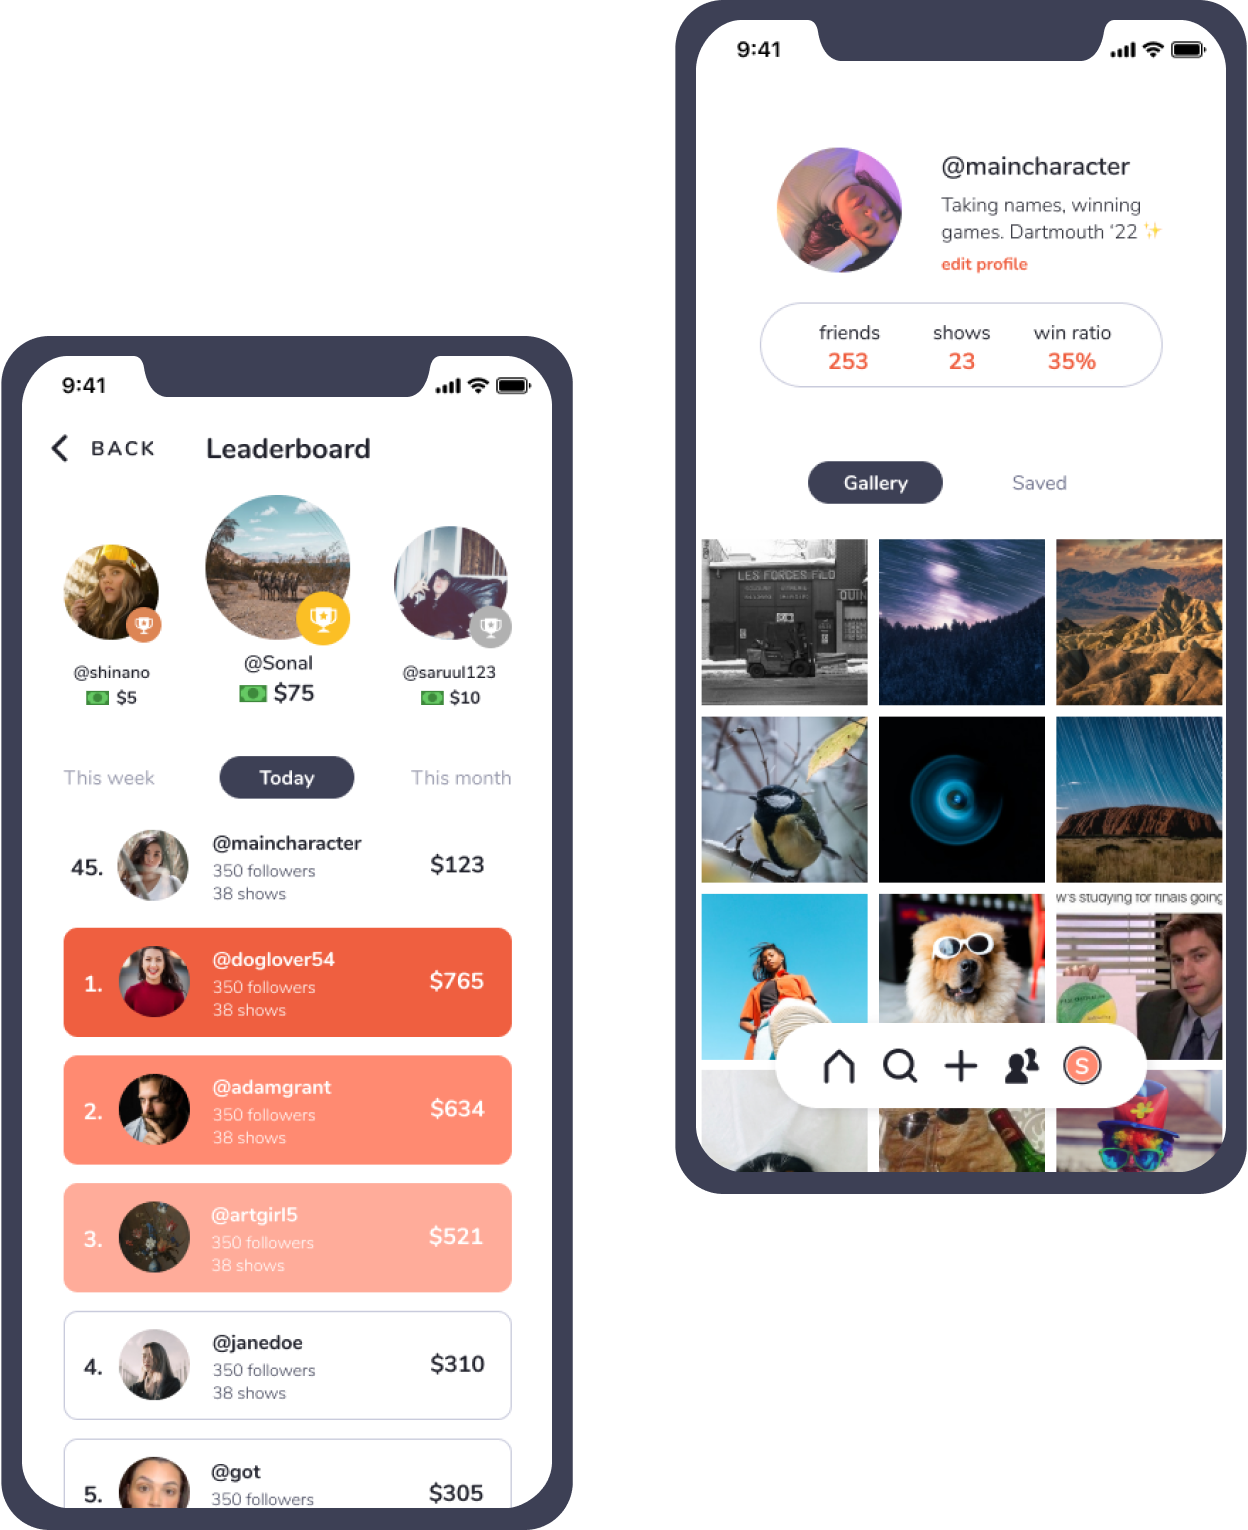 9:41
BACK
Leaderboard
@shinano
$5
@Sonal
$75
@saruul123
$10
This week
Today
This month
45.
@maincharacter
350 followers
38 shows
$123
1.
@doglover54
350 followers
38 shows
$765
2.
@adamgrant
350 followers
38 shows
$634
3.
@artgirl5
350 followers
38 shows
$521
4.
@janedoe
350 followers
38 shows
$310
5.
@got
350 followers
$305
9:41
@maincharacter
Taking names, winning
games. Dartmouth ‘22 ✨
edit profile
friends
shows
win ratio
253
23
35%
Gallery
Saved
LES FORCES
QUIN
w's studying for finals going
S